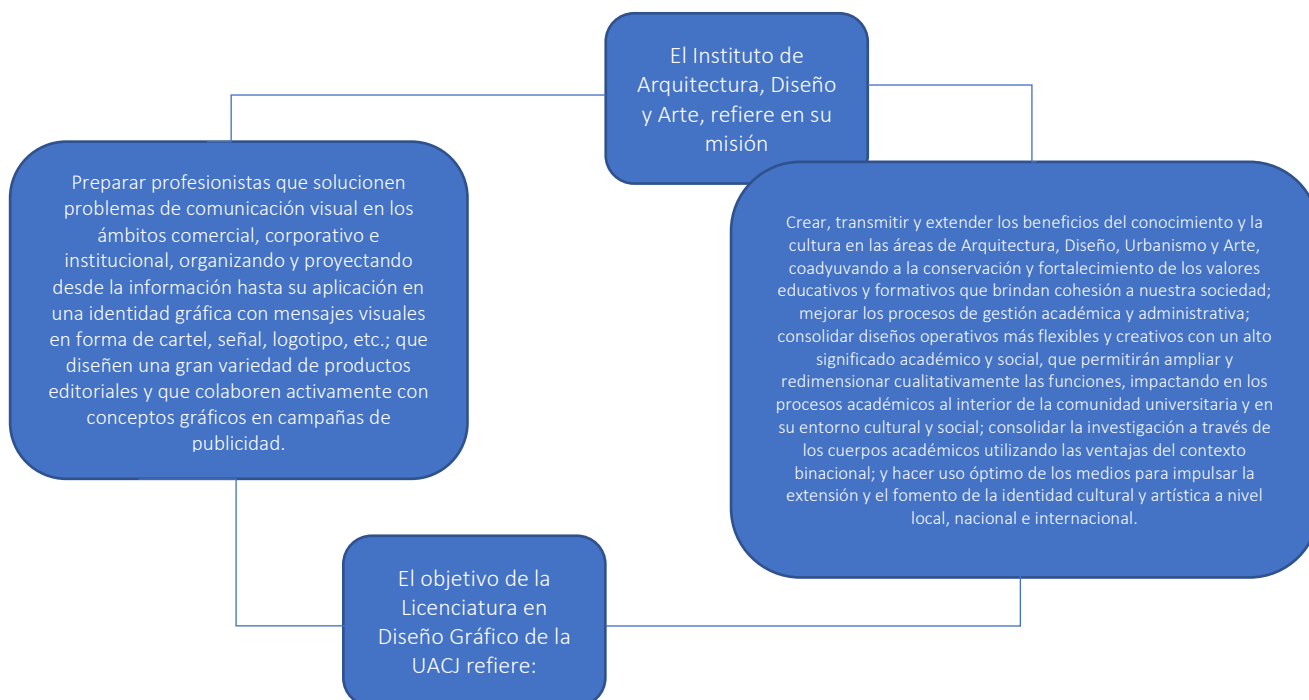 El Instituto de
Arquitectura, Diseño
y Arte, refiere en su
misión
Preparar profesionistas que solucionen
problemas de comunicación visual en los
ámbitos comercial, corporativo e
institucional, organizando y proyectando
desde la información hasta su aplicación en
una identidad gráfica con mensajes visuales
en forma de cartel, señal, logotipo, etc.; que
diseñen una gran variedad de productos
editoriales y que colaboren activamente con
conceptos gráficos en campañas de
publicidad.
Crear, transmitir y extender los beneficios del conocimiento y la
cultura en las áreas de Arquitectura, Diseño, Urbanismo y Arte,
coadyuvando a la conservación y fortalecimiento de los valores
educativos y formativos que brindan cohesión a nuestra sociedad;
mejorar los procesos de gestión académica y administrativa;
consolidar diseños operativos más flexibles y creativos con un alto
significado académico y social, que permitirán ampliar y
redimensionar cualitativamente las funciones, impactando en los
procesos académicos al interior de la comunidad universitaria y en
su entorno cultural y social; consolidar la investigación a través de
los cuerpos académicos utilizando las ventajas del contexto
binacional; y hacer uso óptimo de los medios para impulsar la
extensión y el fomento de la identidad cultural y artística a nivel
local, nacional e internacional.
El objetivo de la
Licenciatura en
Diseño Gráfico de la
UACJ refiere: